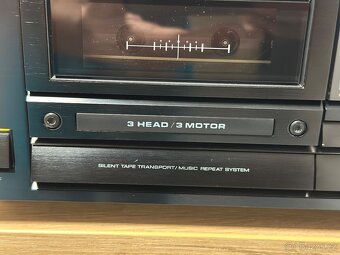 3 HEAD / 3 MOTOR
SILENT TAPE TRANSPORT/ MUSIC REPEAT SYSTEM